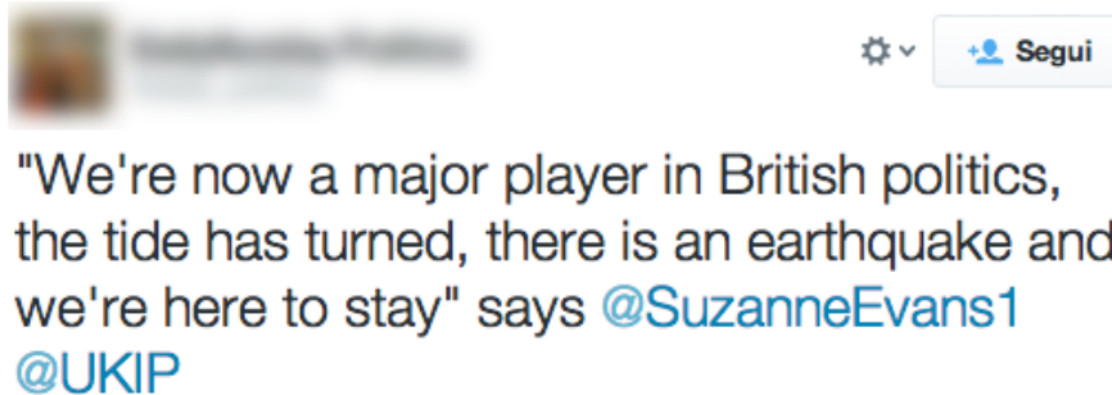 Segui
"We're now a major player in British politics,
the tide has turned, there is an earthquake and
we're here to stay" says @SuzanneEvans1
@UKIP